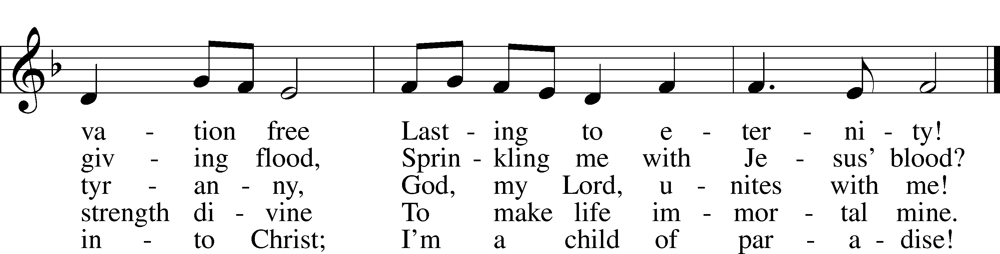 va - tion free Last - ing to e - ter - ni - ty!
giv - ing flood, Sprin - kling me with Je - sus’ blood?
tyr - an - ny, God, my Lord, u - nites with me!
strength di - vine To make life im - mor - tal mine.
in - to Christ; I’m a child of par - a - dise!